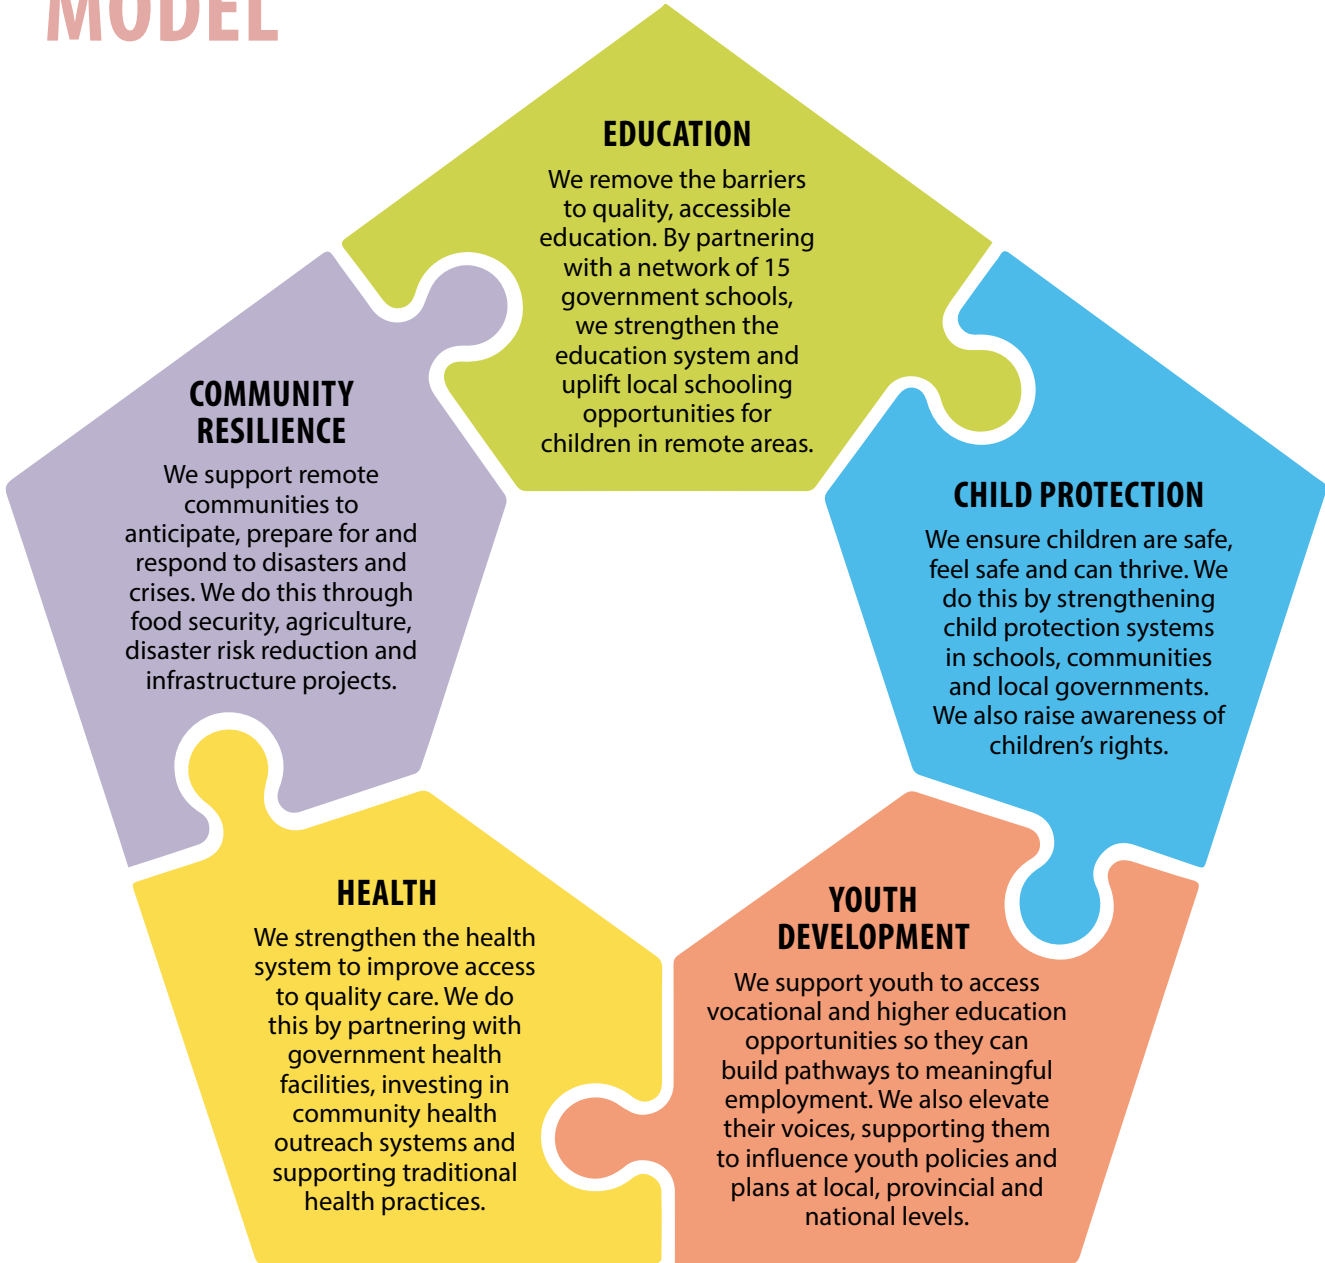 MODEL
EDUCATION
We remove the barriers
to quality, accessible
education. By partnering
with a network of 15
government schools,
we strengthen the
education system and
uplift local schooling
opportunities for
children in remote areas.
COMMUNITY
RESILIENCE
We support remote
communities to
anticipate, prepare for and
respond to disasters and
crises. We do this through
food security, agriculture,
disaster risk reduction and
infrastructure projects.
CHILD PROTECTION
We ensure children are safe,
feel safe and can thrive. We
do this by strengthening
child protection systems
in schools, communities
and local governments.
We also raise awareness of
children’s rights.
HEALTH
We strengthen the health
system to improve access
to quality care. We do
this by partnering with
government health
facilities, investing in
community health
outreach systems and
supporting traditional
health practices.
YOUTH
DEVELOPMENT
We support youth to access
vocational and higher education
opportunities so they can
build pathways to meaningful
employment. We also elevate
their voices, supporting them
to influence youth policies and
plans at local, provincial and
national levels.